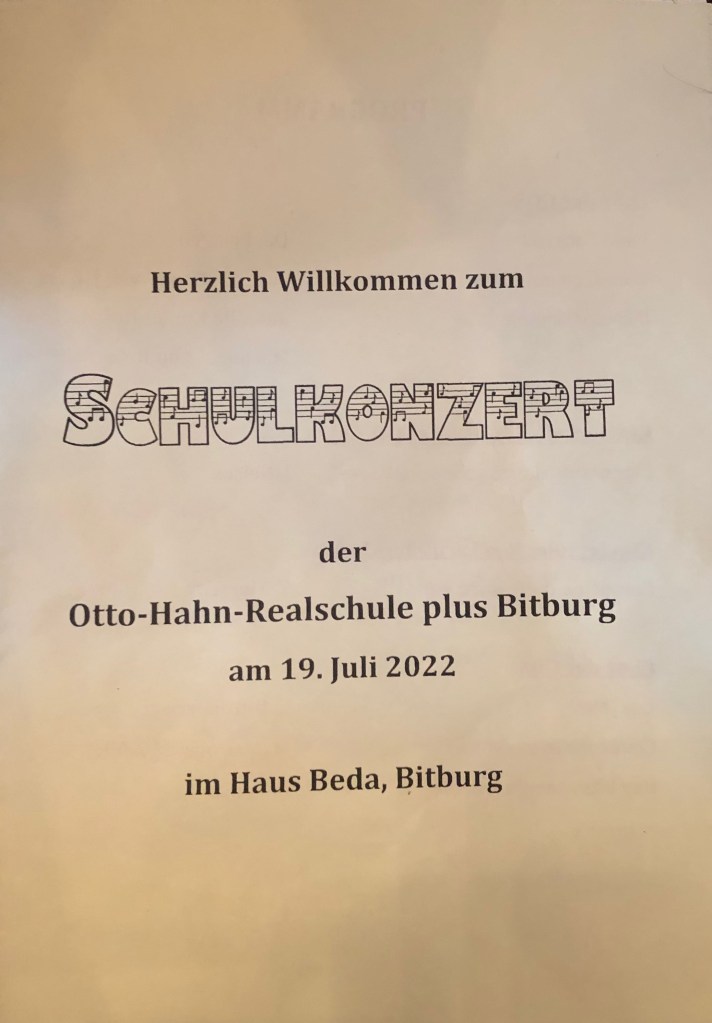 Herzlich Willkommen zum
SCHULKONZERT
der
Otto-Hahn-Realschule plus Bitburg
am 19. Juli 2022
im Haus Beda, Bitburg